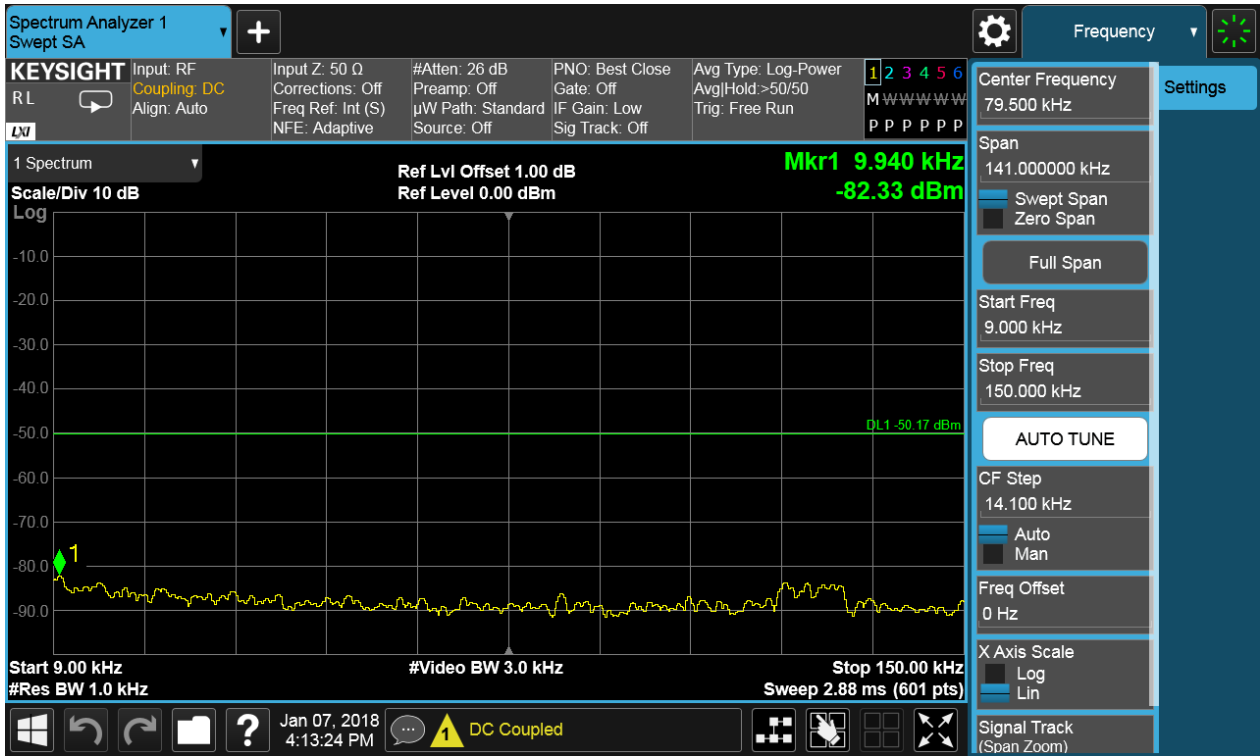 Spectrum Analyzer 1
Swept SA
Frequency
KEYSIGHT
RL
LXI
Input: RF
Coupling: DC
Align: Auto
Input Z: 50 Ω
Corrections: Off
Freq Ref: Int (S)
NFE: Adaptive
#Atten: 26 dB
Preamp: Off
µW Path: Standard
Source: Off
PNO: Best Close
Gate: Off
IF Gain: Low
Sig Track: Off
Avg Type: Log-Power
Avg|Hold:>50/50
Trig: Free Run
1 2 3 4 5 6
M W W W W W
P P P P P P
1 Spectrum
Scale/Div 10 dB
Log
Ref Lvl Offset 1.00 dB
Ref Level 0.00 dBm
Mkr1 9.940 kHz
-82.33 dBm
-10.0
-20.0
-30.0
-40.0
-50.0
DL1 -50.17 dBm
-60.0
-70.0
1
-80.0
-90.0
Start 9.00 kHz
#Video BW 3.0 kHz
Stop 150.00 kHz
#Res BW 1.0 kHz
Sweep 2.88 ms (601 pts)
Center Frequency
79.500 kHz
Span
141.000000 kHz
Swept Span
Zero Span
Full Span
Start Freq
9.000 kHz
Stop Freq
150.000 kHz
AUTO TUNE
CF Step
14.100 kHz
Auto
Man
Freq Offset
0 Hz
X Axis Scale
Log
Lin
Signal Track
(Span Zoom)
Settings
?
Jan 07, 2018
4:13:24 PM
1
DC Coupled